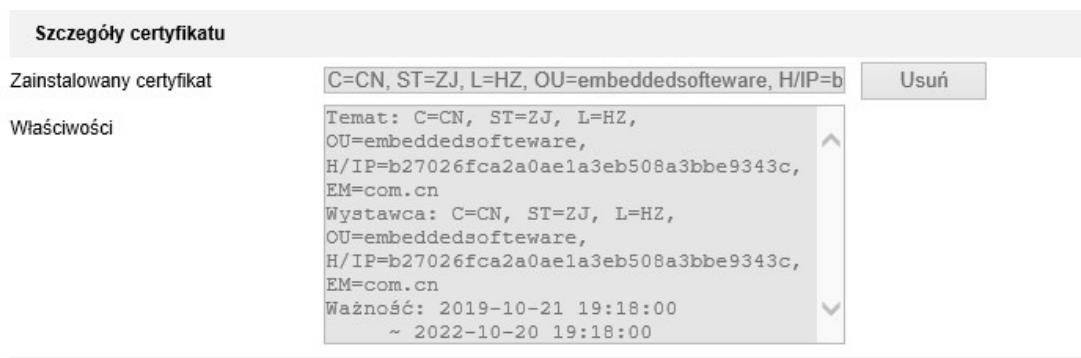 Szczegóły certyfikatu
Zainstalowany certyfikat
C=CN, ST=ZJ, L=HZ, OU=embeddedsofteware, H/IP=b
Usuń
Właściwości
Temat: C=CN, ST=ZJ, L=HZ,
OU=embeddedsofteware,
H/IP=b27026fca2a0ae1a3eb508a3bbe9343c,
EM=com.cn
Wystawca: C=CN, ST=ZJ, L=HZ,
OU=embeddedsofteware,
H/IP=b27026fca2a0ae1a3eb508a3bbe9343c,
EM=com.cn
Ważność: 2019-10-21 19:18:00
~ 2022-10-20 19:18:00